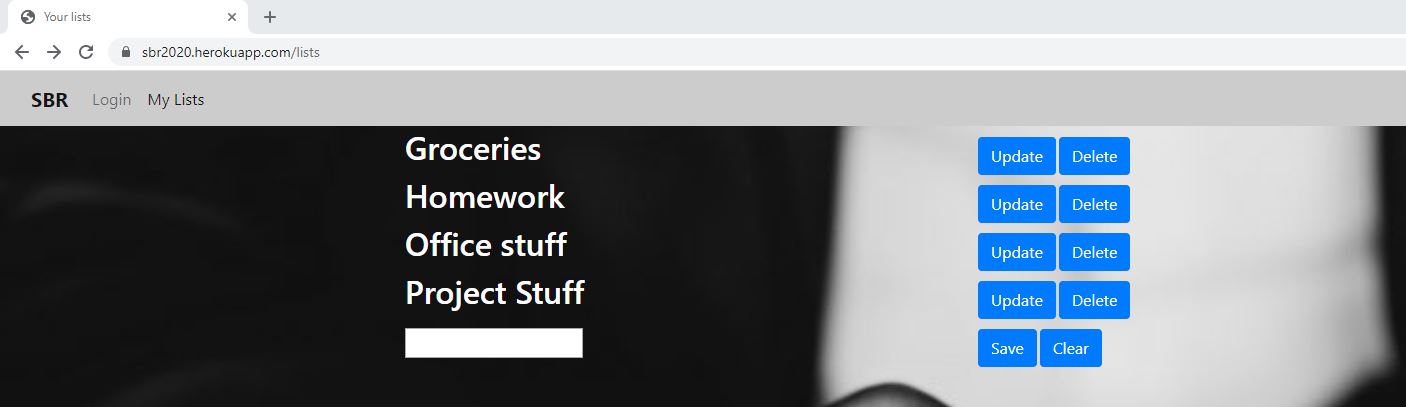 Your lists
sbr2020.herokuapp.com/lists
SBR Login My Lists
Groceries Update Delete
Homework Update Delete
Office stuff Update Delete
Project Stuff Update Delete
Save Clear